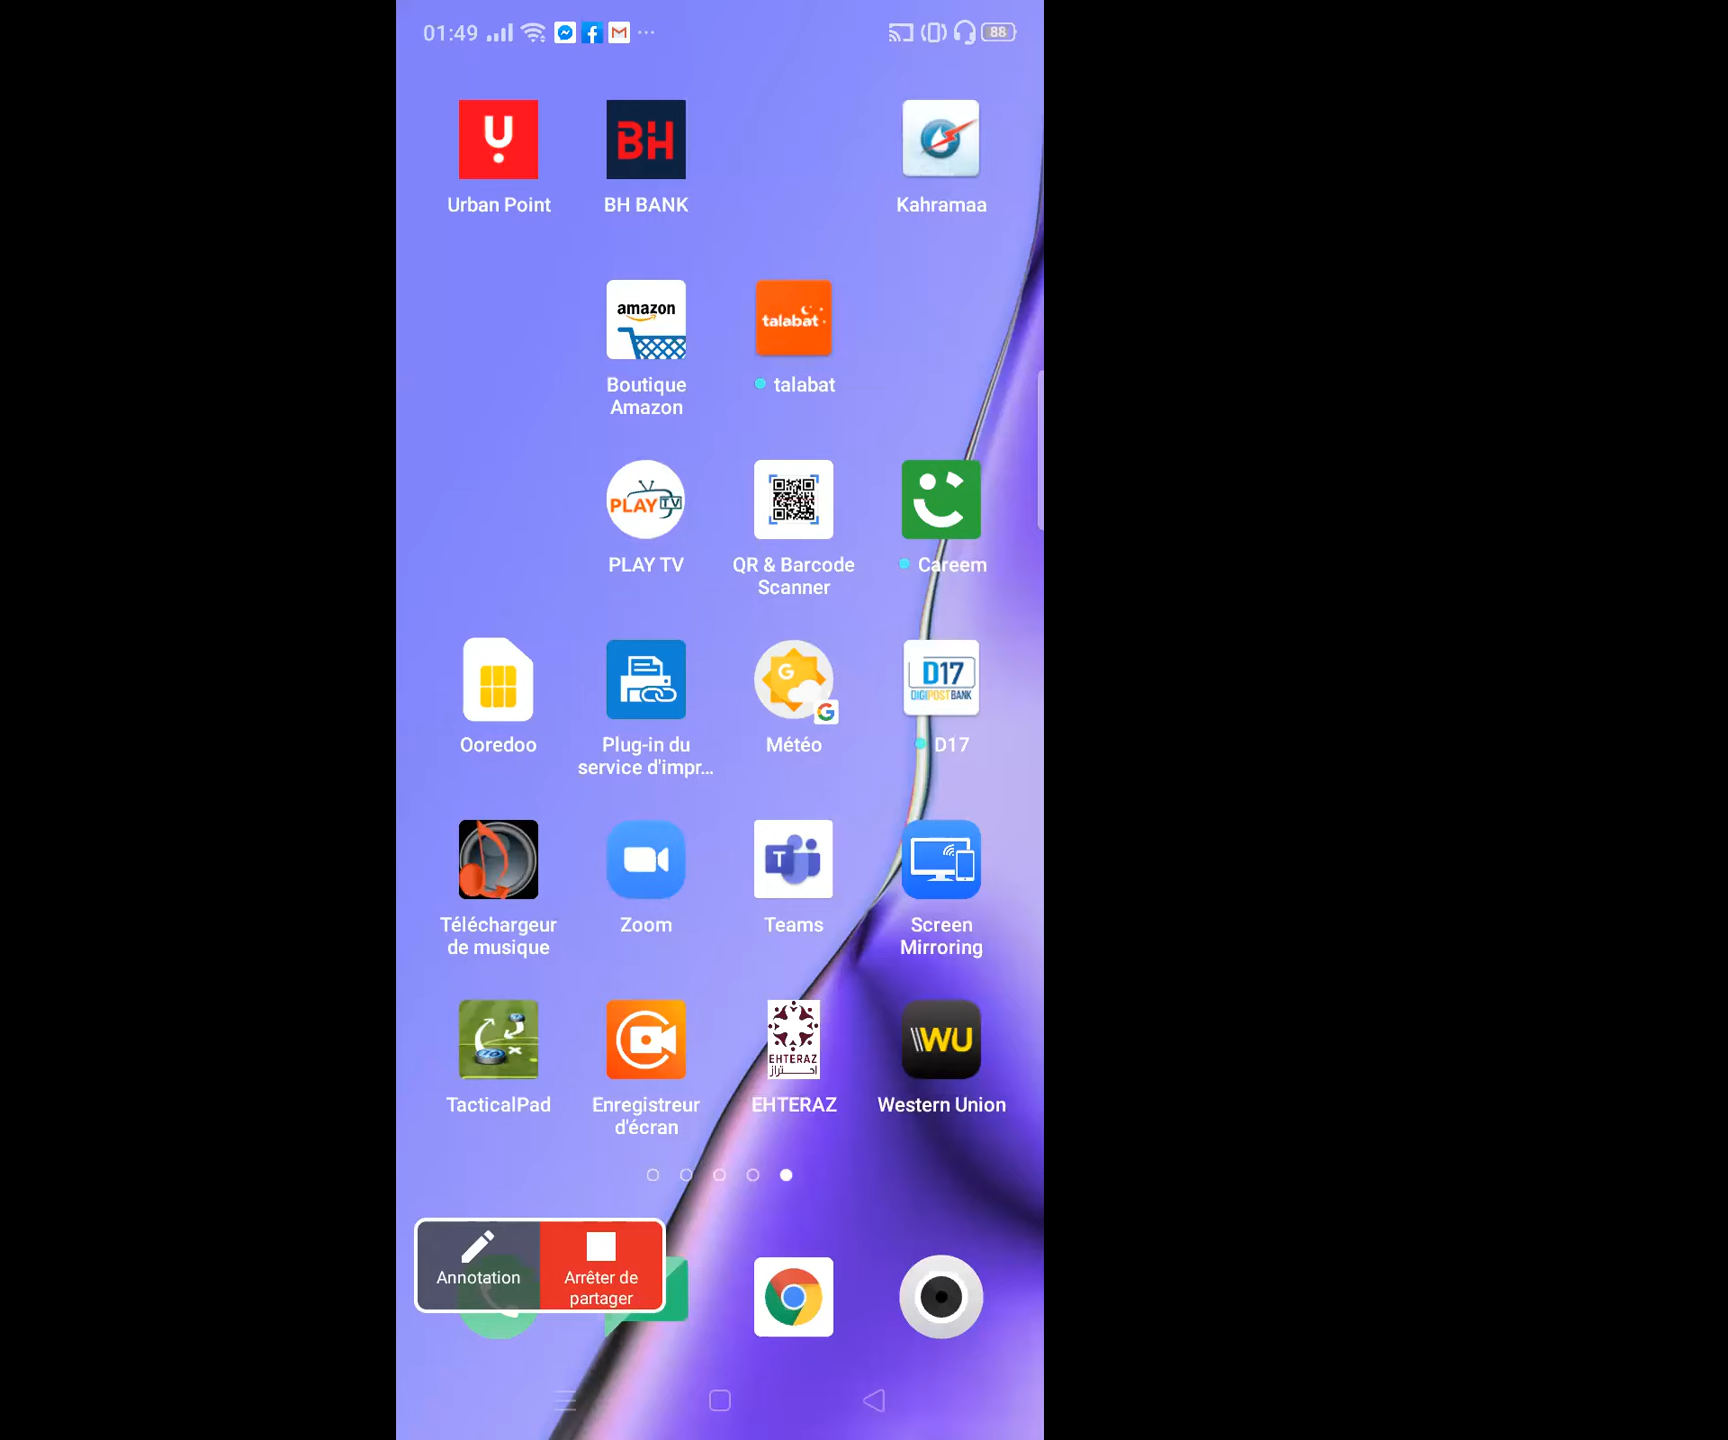 01:49
88
Urban Point
BH
BH BANK
Kahramaa
amazon
Boutique
Amazon
talabat
talabat
PLAY TV
PLAY TV
QR & Barcode
Scanner
Careem
Ooredoo
Plug-in du
service d'impr...
G
G
Météo
D17
DIGIPOSTBANK
D17
Téléchargeur
de musique
Zoom
T
Teams
Screen
Mirroring
TacticalPad
Enregistreur
d'écran
EHTERAZ
احتراز
EHTERAZ
WU
Western Union
Annotation
Arrêter de
partager